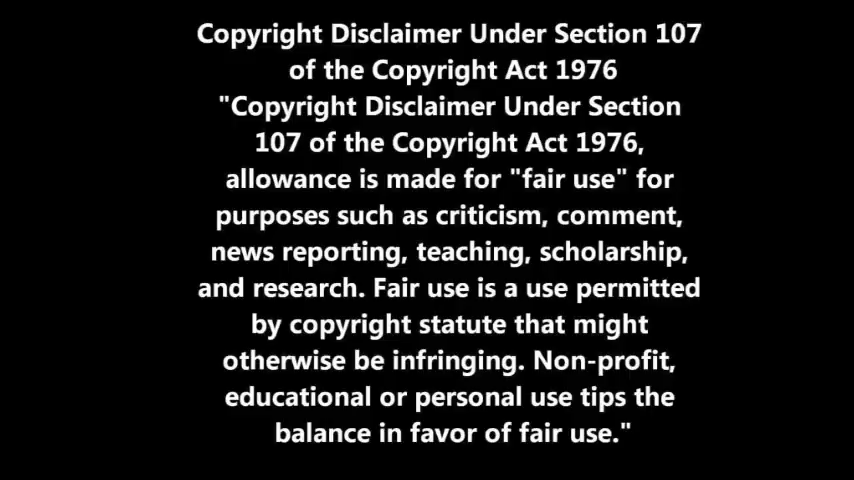 Copyright Disclaimer Under Section 107
of the Copyright Act 1976
"Copyright Disclaimer Under Section
107 of the Copyright Act 1976,
allowance is made for "fair use" for
purposes such as criticism, comment,
news reporting, teaching, scholarship,
and research. Fair use is a use permitted
by copyright statute that might
otherwise be infringing. Non-profit,
educational or personal use tips the
balance in favor of fair use."